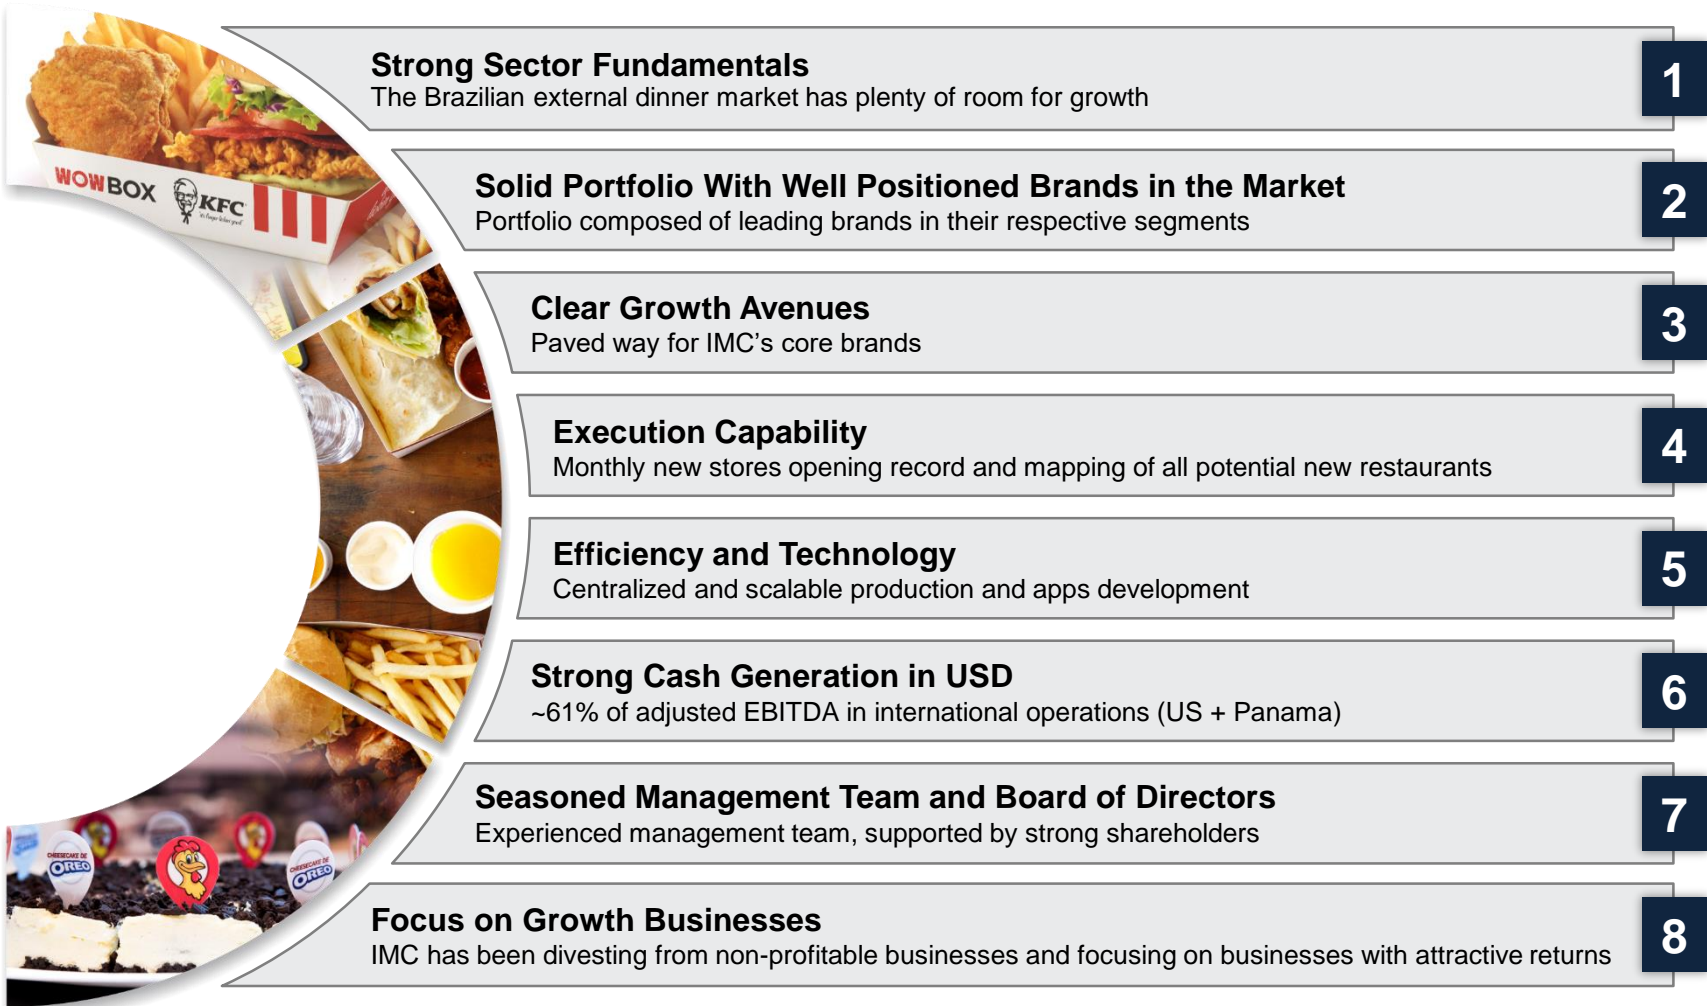 Strong Sector Fundamentals
The Brazilian external dinner market has plenty of room for growth
1
Solid Portfolio With Well Positioned Brands in the Market
Portfolio composed of leading brands in their respective segments
2
Clear Growth Avenues
Paved way for IMC’s core brands
3
Execution Capability
Monthly new stores opening record and mapping of all potential new restaurants
4
Efficiency and Technology
Centralized and scalable production and apps development
5
Strong Cash Generation in USD
~61% of adjusted EBITDA in international operations (US + Panama)
6
Seasoned Management Team and Board of Directors
Experienced management team, supported by strong shareholders
7
Focus on Growth Businesses
IMC has been divesting from non-profitable businesses and focusing on businesses with attractive returns
8
WOW BOX
KFC
CHEESECAKE DE
OREO
CHEESECAKE DE
OREO